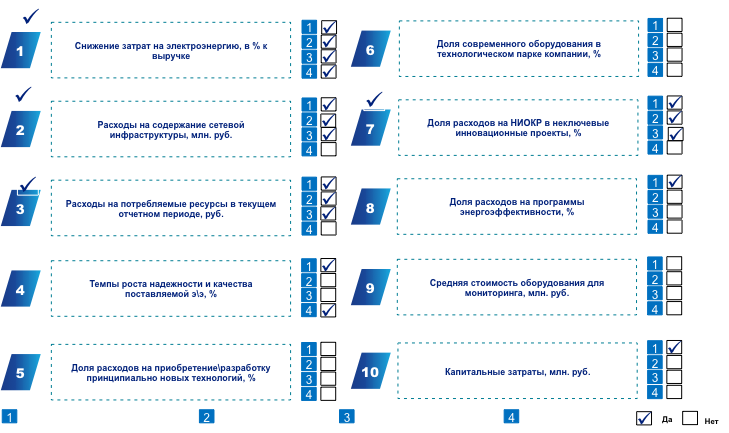 1
Снижение затрат на электроэнергию, в % к
выручке
1
2
3
4
2
Расходы на содержание сетевой
инфраструктуры, млн. руб.
1
2
3
4
3
Расходы на потребляемые ресурсы в текущем
отчетном периоде, руб.
1
2
3
4
4
Темпы роста надежности и качества
поставляемой э\э, %
1
2
3
4
5
Доля расходов на приобретение\разработку
принципиально новых технологий, %
1
2
3
4
6
Доля современного оборудования в
технологическом парке компании, %
1
2
3
4
7
Доля расходов на НИОКР в неключевые
инновационные проекты, %
1
2
3
4
8
Доля расходов на программы
энергоэффективности, %
1
2
3
4
9
Средняя стоимость оборудования для
мониторинга, млн. руб.
1
2
3
4
10
Капитальные затраты, млн. руб.
1
2
3
4
1 2 3 4
Да Нет